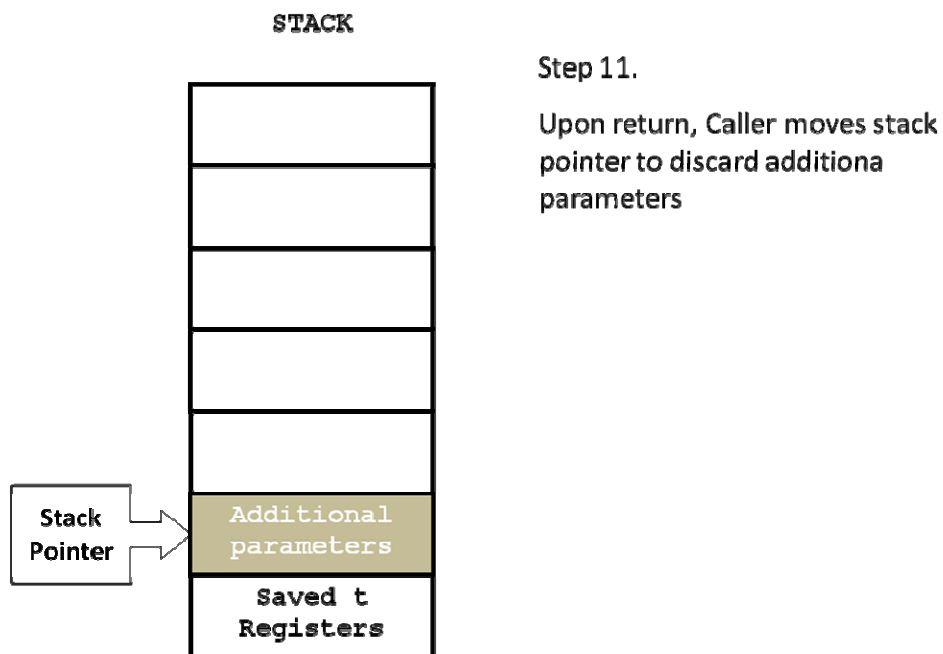 STACK
Step 11.
Upon return, Caller moves stack
pointer to discard additiona
parameters
Stack
Pointer
Additional
parameters
Saved t
Registers